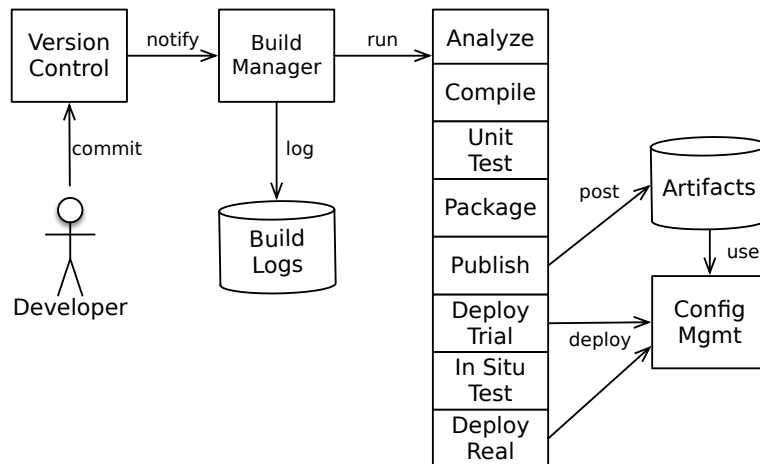 Version
Control
notify
Build
Manager
run
Analyze
Compile
Unit
Test
Package
Publish
Deploy
Trial
In Situ
Test
Deploy
Real
commit
log
Build
Logs
Developer
post
Artifacts
use
deploy
Config
Mgmt